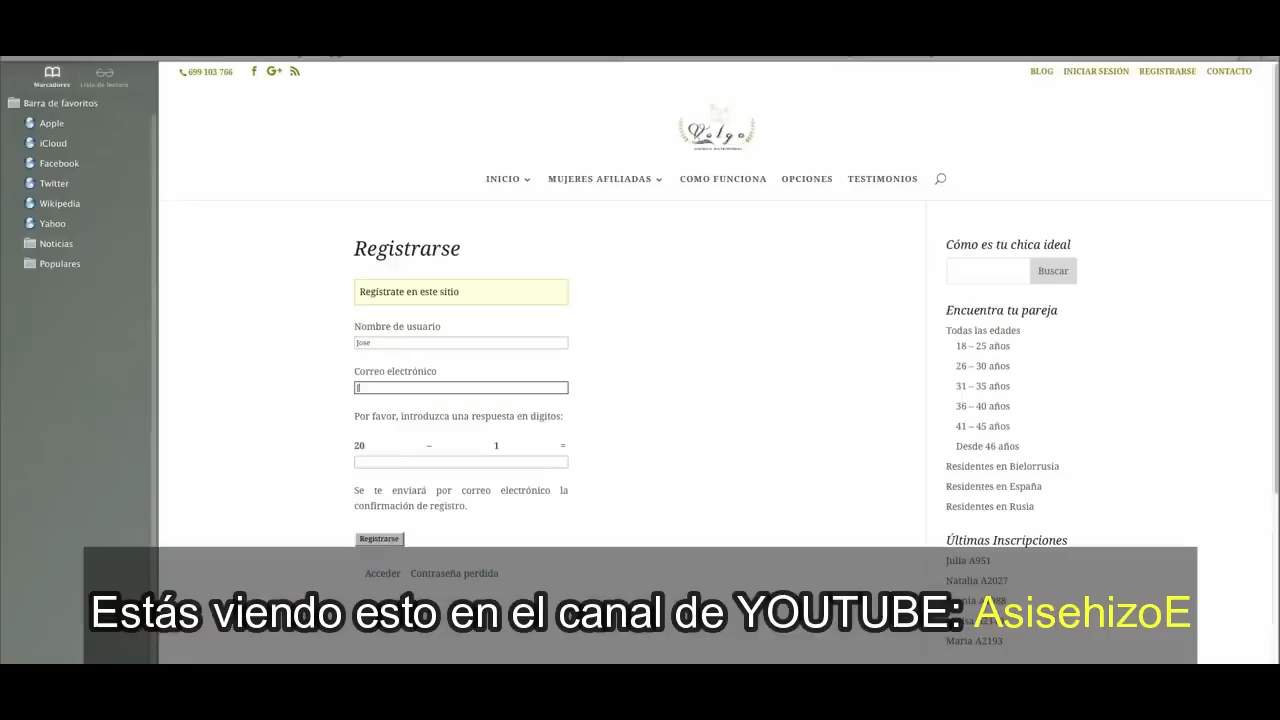 Marcadores
Lista de lectura
Barra de favoritos
Apple
iCloud
Facebook
Twitter
Wikipedia
Yahoo
Noticias
Populares
699 103 766
BLOG INICIAR SESIÓN REGISTRARSE CONTACTO
Volgo
INICIO MUJERES AFILIADAS COMO FUNCIONA OPCIONES TESTIMONIOS
Registrarse
Regístrate en este sitio
Nombre de usuario
Jose
Correo electrónico
Por favor, introduzca una respuesta en digitos:
20 − 1 =
Se te enviará por correo electrónico la
confirmación de registro.
Registrarse
Acceder Contraseña perdida
Cómo es tu chica ideal
Buscar
Encuentra tu pareja
Todas las edades
18 – 25 años
26 – 30 años
31 – 35 años
36 – 40 años
41 – 45 años
Desde 46 años
Residentes en Bielorrusia
Residentes en España
Residentes en Rusia
Últimas Inscripciones
Julia A951
Natalia A2027
Maria A2193
Estás viendo esto en el canal de YOUTUBE: AsisehizoE